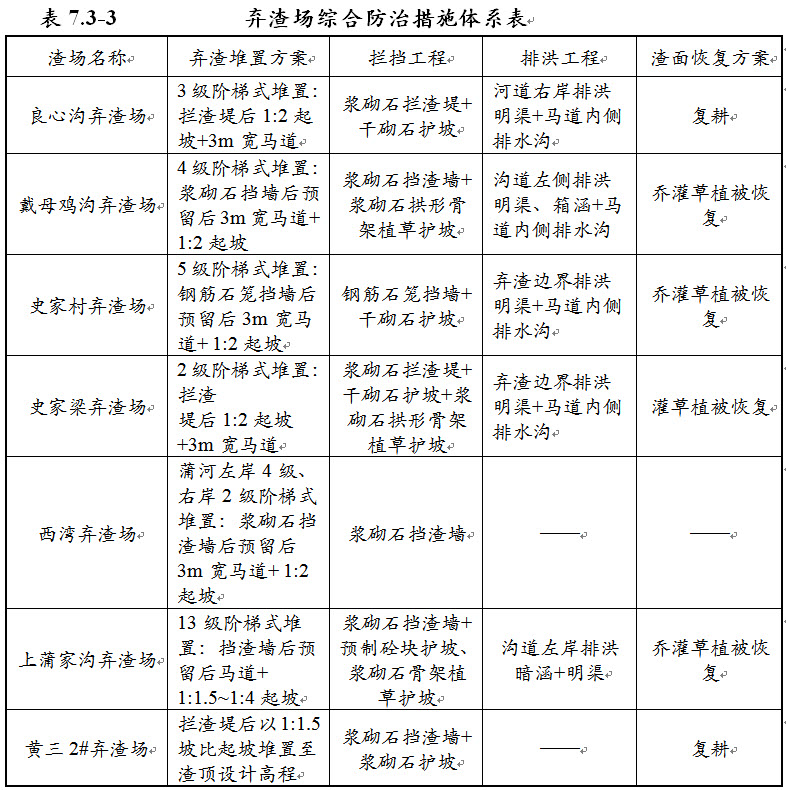 表 7.3-3 弃渣场综合防治措施体系表
渣场名称 弃渣堆置方案 拦挡工程 排洪工程 渣面恢复方案
良心沟弃渣场
3 级阶梯式堆置：
拦渣堤后 1:2 起
坡+3m 宽马道
浆砌石拦渣堤+
干砌石护坡
河道右岸排洪
明渠+马道内侧
排水沟
复耕
戴母鸡沟弃渣场
4 级阶梯式堆置：
浆砌石挡墙后预
留后 3m 宽马道+
1:2 起坡
浆砌石挡渣墙+
浆砌石拱形骨
架植草护坡
沟道左侧排洪
明渠、箱涵+马
道内侧排水沟
乔灌草植被恢
复
史家村弃渣场
5 级阶梯式堆置：
钢筋石笼挡墙后
预留后 3m 宽马
道+ 1:2 起坡
钢筋石笼挡墙+
干砌石护坡
弃渣边界排洪
明渠+马道内侧
排水沟
乔灌草植被恢
复
史家梁弃渣场
2 级阶梯式堆置：
拦渣
堤后 1:2 起坡
+3m 宽马道
浆砌石拦渣堤+
干砌石护坡+浆
砌石拱形骨架
植草护坡
弃渣边界排洪
明渠+马道内侧
排水沟
灌草植被恢复
西湾弃渣场
蒲河左岸 4 级、
右岸 2 级阶梯式
堆置：浆砌石挡
渣墙后预留后
3m 宽马道+ 1:2
起坡
浆砌石挡渣墙
——
——
上蒲家沟弃渣场
13 级阶梯式堆
置：挡渣墙后预
留后马道+
1:1.5~1:4 起坡
浆砌石挡渣墙+
预制砼块护坡、
浆砌石骨架植
草护坡
沟道左岸排洪
暗涵+明渠
乔灌草植被恢
复
黄三 2#弃渣场
拦渣堤后以 1:1.5
坡比起坡堆置至
渣顶设计高程
浆砌石挡渣墙+
浆砌石护坡
——
复耕